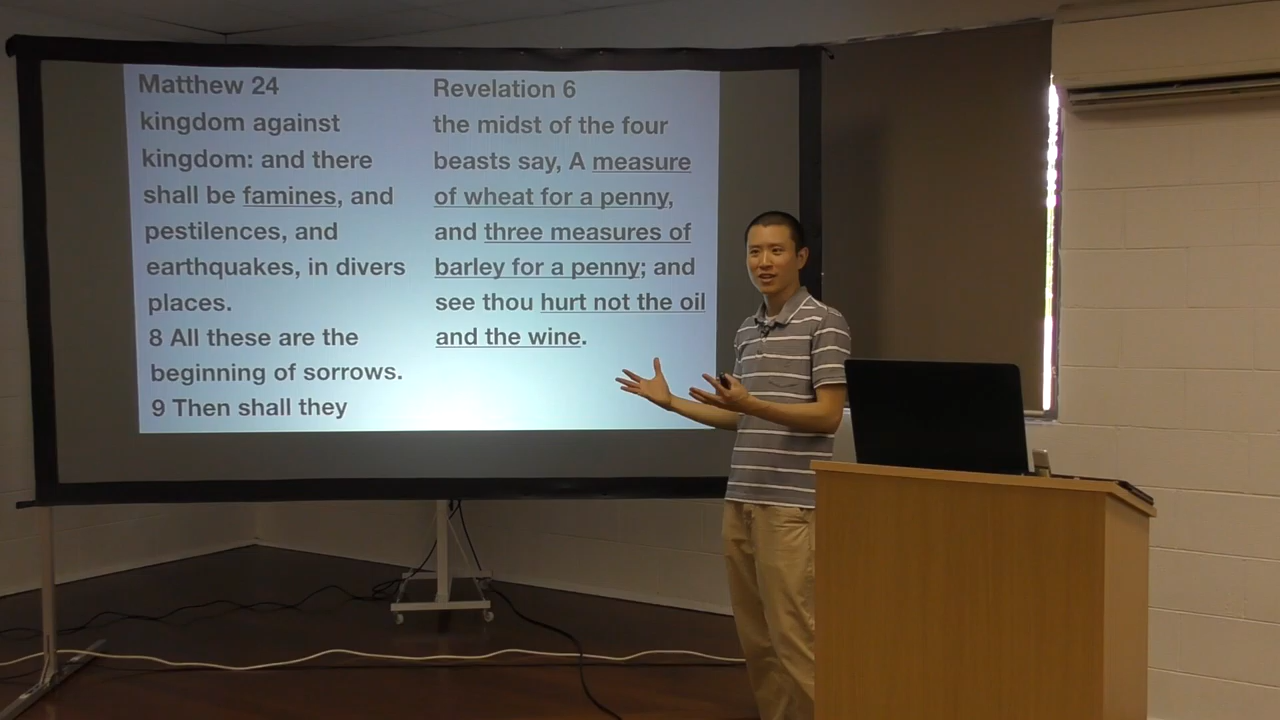 Matthew 24
kingdom against
kingdom: and there
shall be famines, and
pestilences, and
earthquakes, in divers
places.
8 All these are the
beginning of sorrows.
9 Then shall they
Revelation 6
the midst of the four
beasts say, A measure
of wheat for a penny,
and three measures of
barley for a penny; and
see thou hurt not the oil
and the wine.